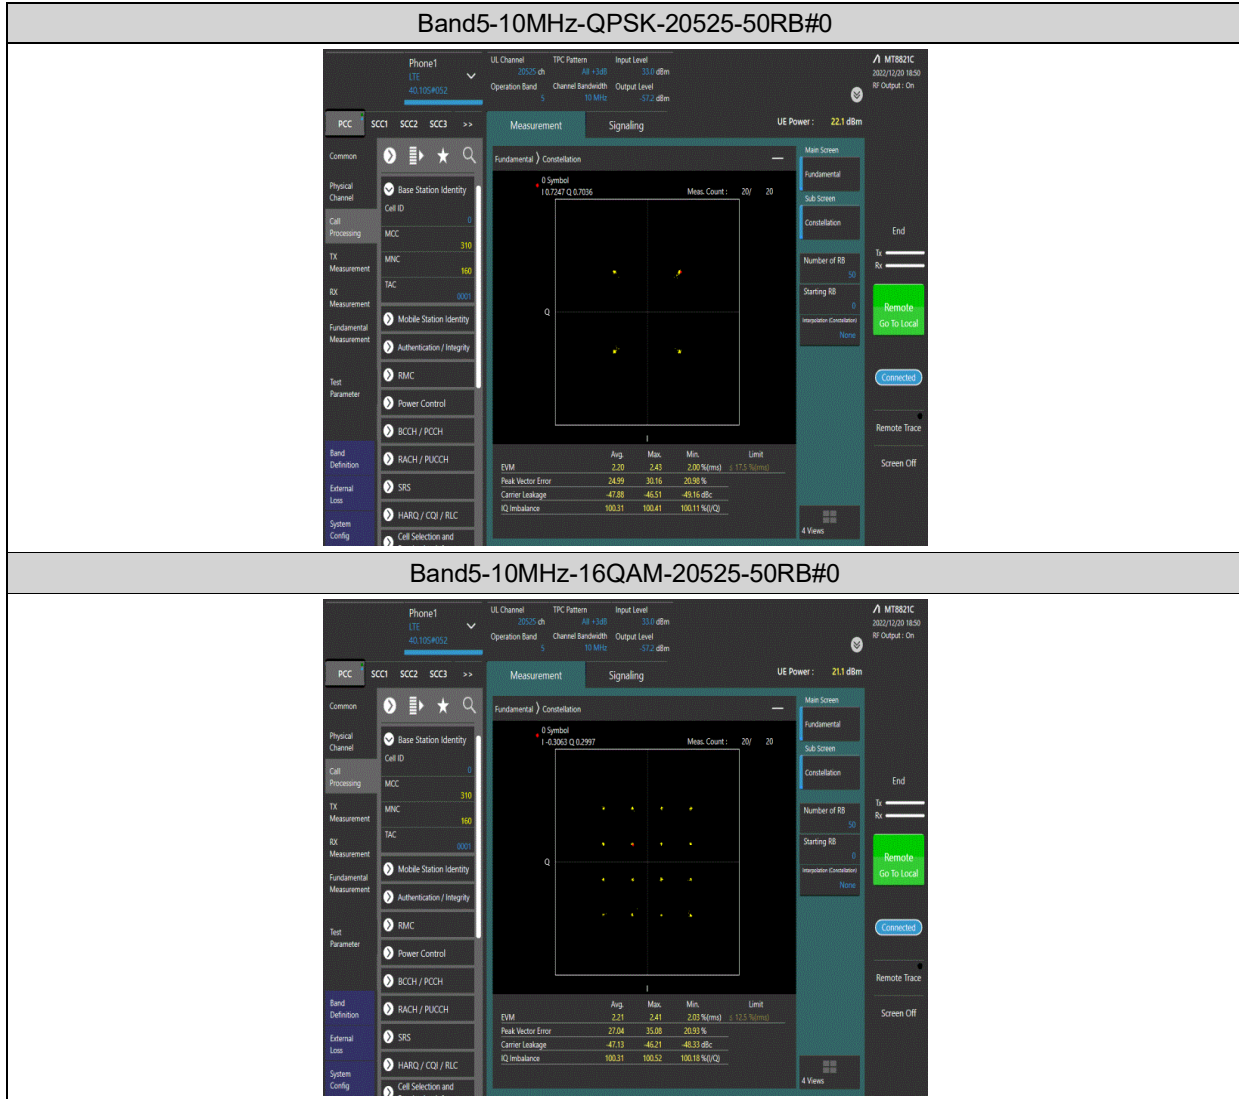 Band5-10MHz-QPSK-20525-50RB#0
Phone1
LTE
40.10S#052
UL Channel TPC Pattern Input Level
20525 ch All +3dB 33.0 dBm
Operation Band Channel Bandwidth Output Level
5 10 MHz -57.2 dBm
MT8821C
2022/12/20 18:50
RF Output : On
PCC SCC1 SCC2 SCC3 >>
Measurement Signaling
UE Power : 22.1 dBm
Common
Physical Channel
Call Processing
TX Measurement
RX Measurement
Fundamental Measurement
Test Parameter
Band Definition
External Loss
System Config
Base Station Identity
Cell ID
0
MCC
310
MNC
160
TAC
0001
Mobile Station Identity
Authentication / Integrity
RMC
Power Control
BCCH / PCCH
RACH / PUCCH
SRS
HARQ / CQI / RLC
Cell Selection and
Fundamental Constellation
0 Symbol
I 0.7247 Q 0.7036 Meas. Count : 20/ 20
Q
I
Avg. Max. Min. Limit
EVM 2.20 2.43 2.00 %(rms) ≤ 17.5 %(rms)
Peak Vector Error 24.99 30.16 20.98 %
Carrier Leakage -47.88 -46.51 -49.16 dBc
IQ Imbalance 100.31 100.41 100.11 %(I/Q)
Main Screen
Fundamental
Sub Screen
Constellation
Number of RB
50
Starting RB
0
Interpolation (Constellation)
None
4 Views
End
Tx
Rx
Remote
Go To Local
Connected
Remote Trace
Screen Off
Band5-10MHz-16QAM-20525-50RB#0
Phone1
LTE
40.10S#052
UL Channel TPC Pattern Input Level
20525 ch All +3dB 33.0 dBm
Operation Band Channel Bandwidth Output Level
5 10 MHz -57.2 dBm
MT8821C
2022/12/20 18:50
RF Output : On
PCC SCC1 SCC2 SCC3 >>
Measurement Signaling
UE Power : 21.1 dBm
Common
Physical Channel
Call Processing
TX Measurement
RX Measurement
Fundamental Measurement
Test Parameter
Band Definition
External Loss
System Config
Base Station Identity
Cell ID
0
MCC
310
MNC
160
TAC
0001
Mobile Station Identity
Authentication / Integrity
RMC
Power Control
BCCH / PCCH
RACH / PUCCH
SRS
HARQ / CQI / RLC
Cell Selection and
Fundamental Constellation
0 Symbol
I -0.3063 Q 0.2997 Meas. Count : 20/ 20
Q
I
Avg. Max. Min. Limit
EVM 2.21 2.41 2.03 %(rms) ≤ 12.5 %(rms)
Peak Vector Error 27.04 35.08 20.93 %
Carrier Leakage -47.13 -46.21 -48.33 dBc
IQ Imbalance 100.31 100.52 100.18 %(I/Q)
Main Screen
Fundamental
Sub Screen
Constellation
Number of RB
50
Starting RB
0
Interpolation (Constellation)
None
4 Views
End
Tx
Rx
Remote
Go To Local
Connected
Remote Trace
Screen Off